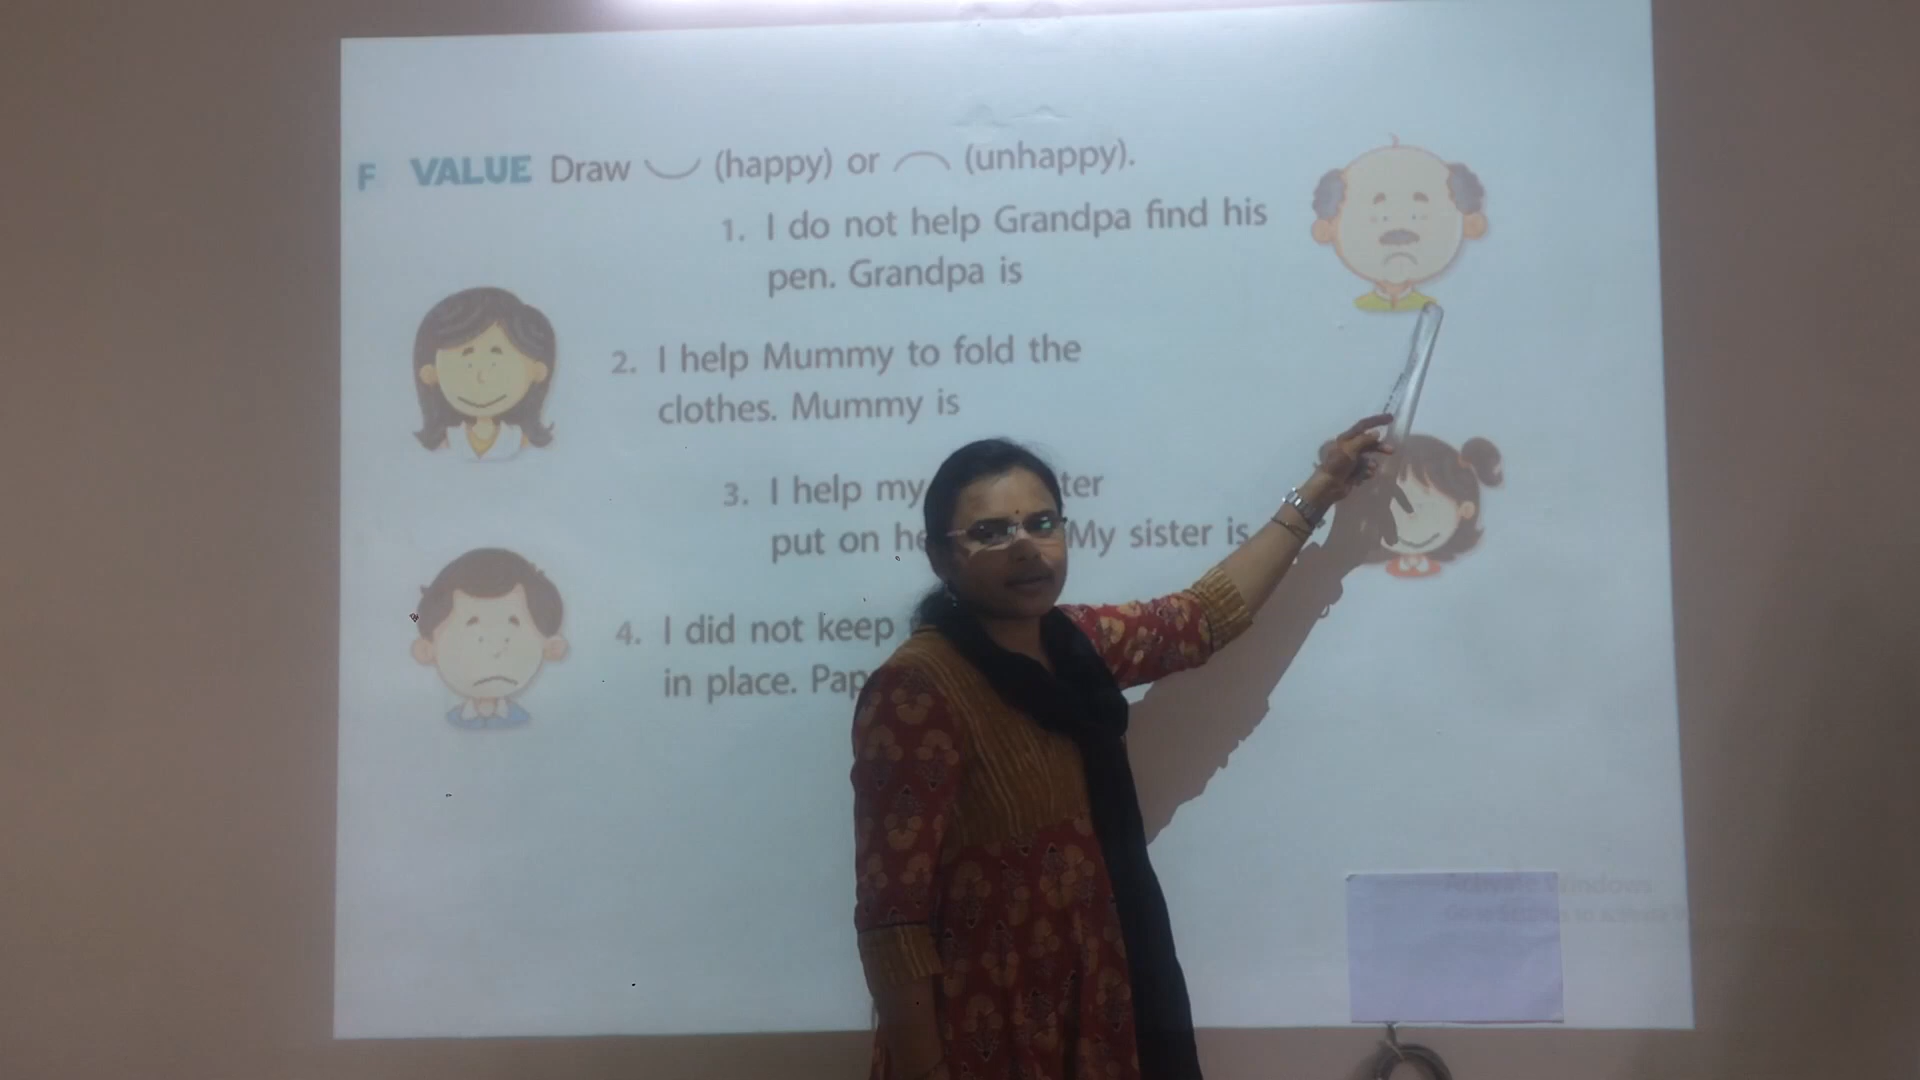 F VALUE Draw (happy) or (unhappy).
1. I do not help Grandpa find his
pen. Grandpa is
2. I help Mummy to fold the
clothes. Mummy is
3. I help my
put on My sister is
4. I did not keep
in place.
Activate Windows